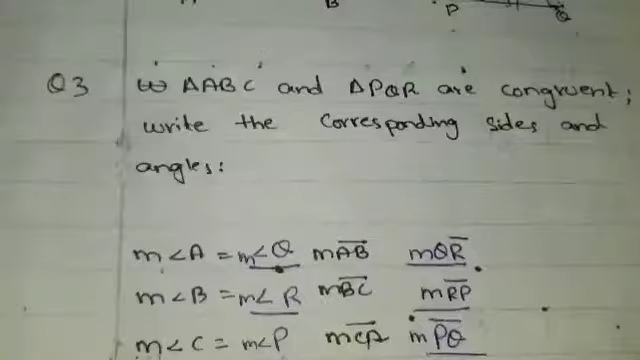 B P Q
Q3 ΔABC and ΔPQR are congruent;
write the corresponding sides and
angles:
m∠A = m∠Q mAB mQR
m∠B = m∠R mBC mRP
m∠C = m∠P mCA mPQ